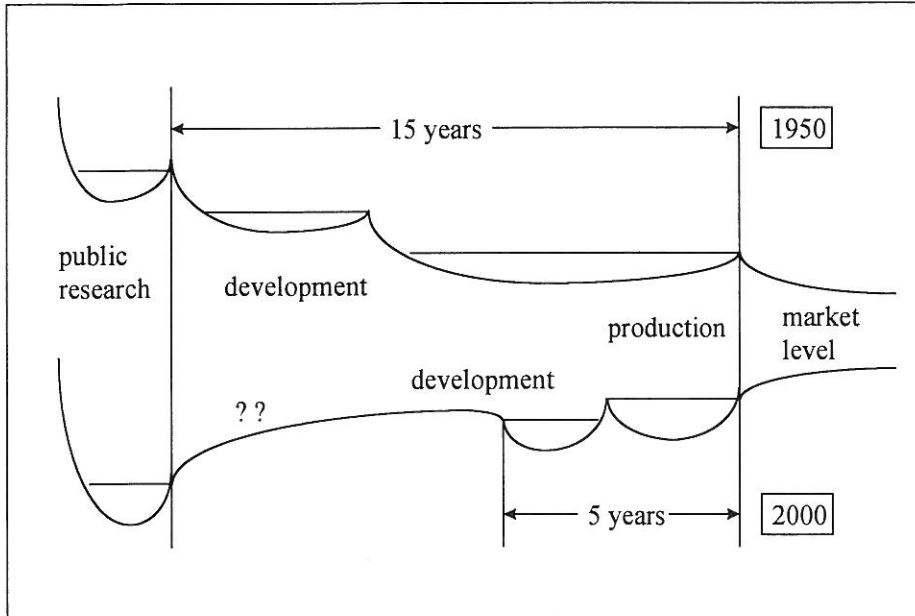 15 years
1950
public
research
development
production
market
level
development
? ?
5 years
2000